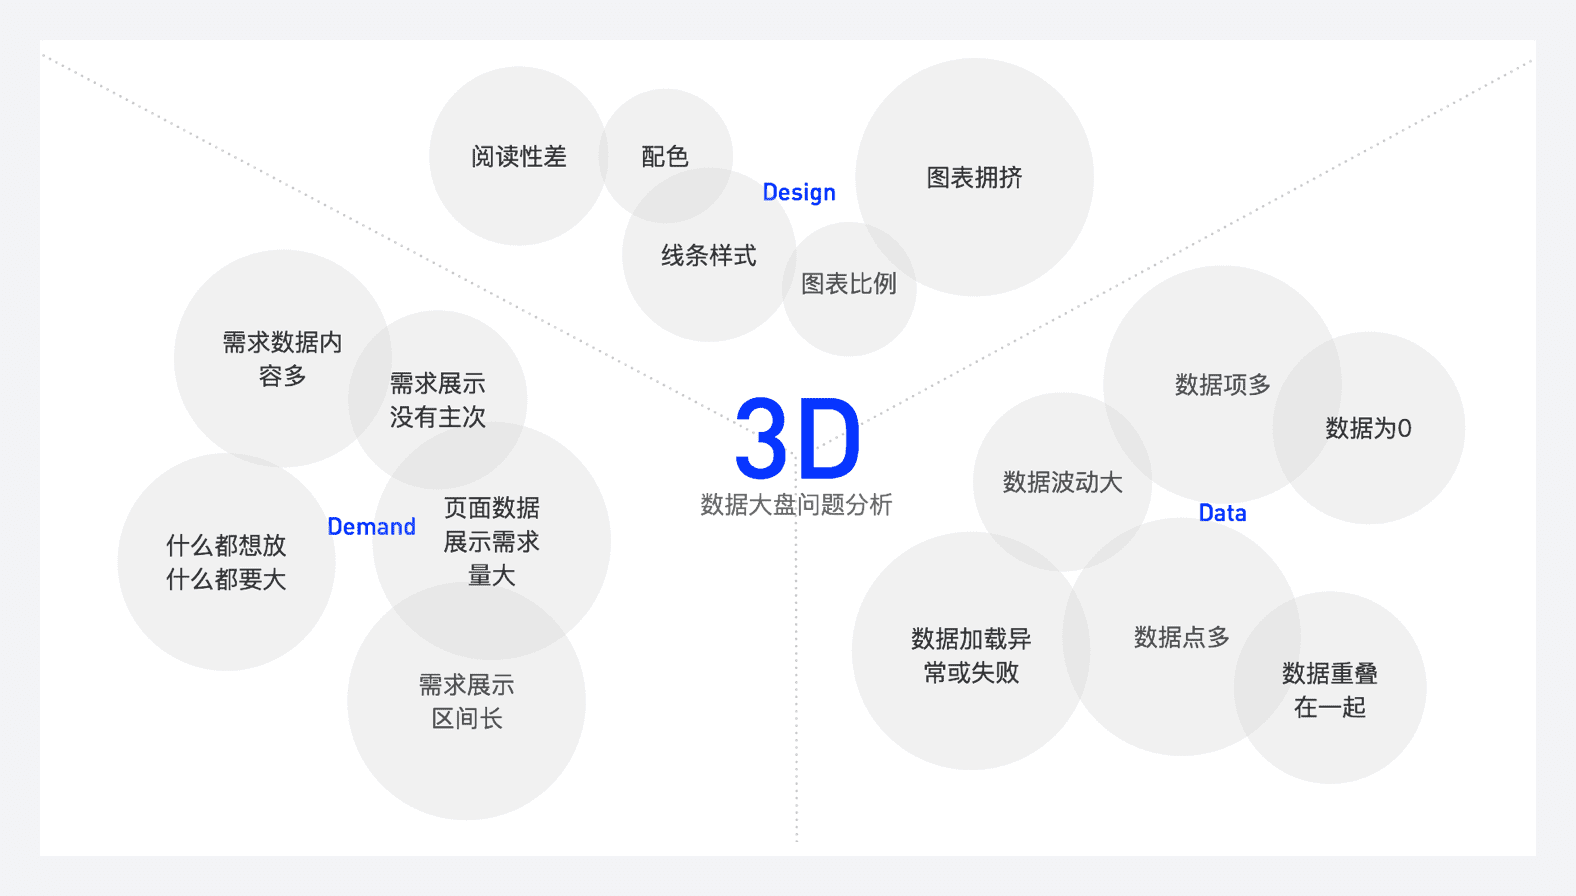 阅读性差
配色
Design
图表拥挤
线条样式
图表比例
需求数据内
容多
需求展示
没有主次
Demand
页面数据
展示需求
量大
什么都想放
什么都要大
需求展示
区间长
3D
数据大盘问题分析
数据项多
数据为0
数据波动大
Data
数据加载异
常或失败
数据点多
数据重叠
在一起